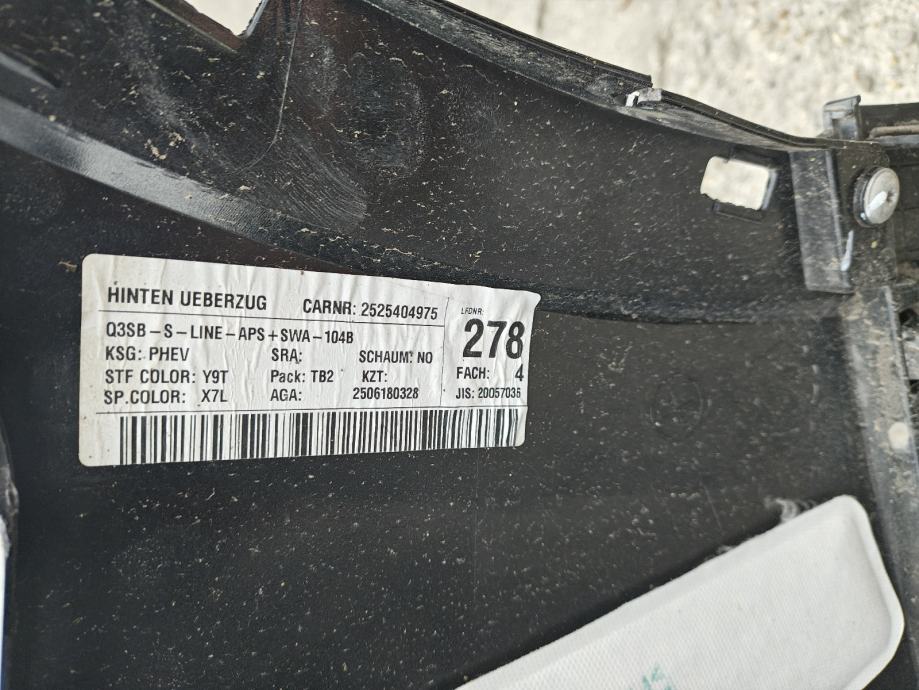 HINTEN UEBERZUG CARNR: 2525404975
Q3SB-S-LINE-APS+SWA-104B
KSG: PHEV SRA: SCHAUM: NO
STF COLOR: Y9T Pack: TB2 KZT:
SP.COLOR: X7L AGA: 2506180328
LFDNR:
278
FACH: 4
JIS: 20057035